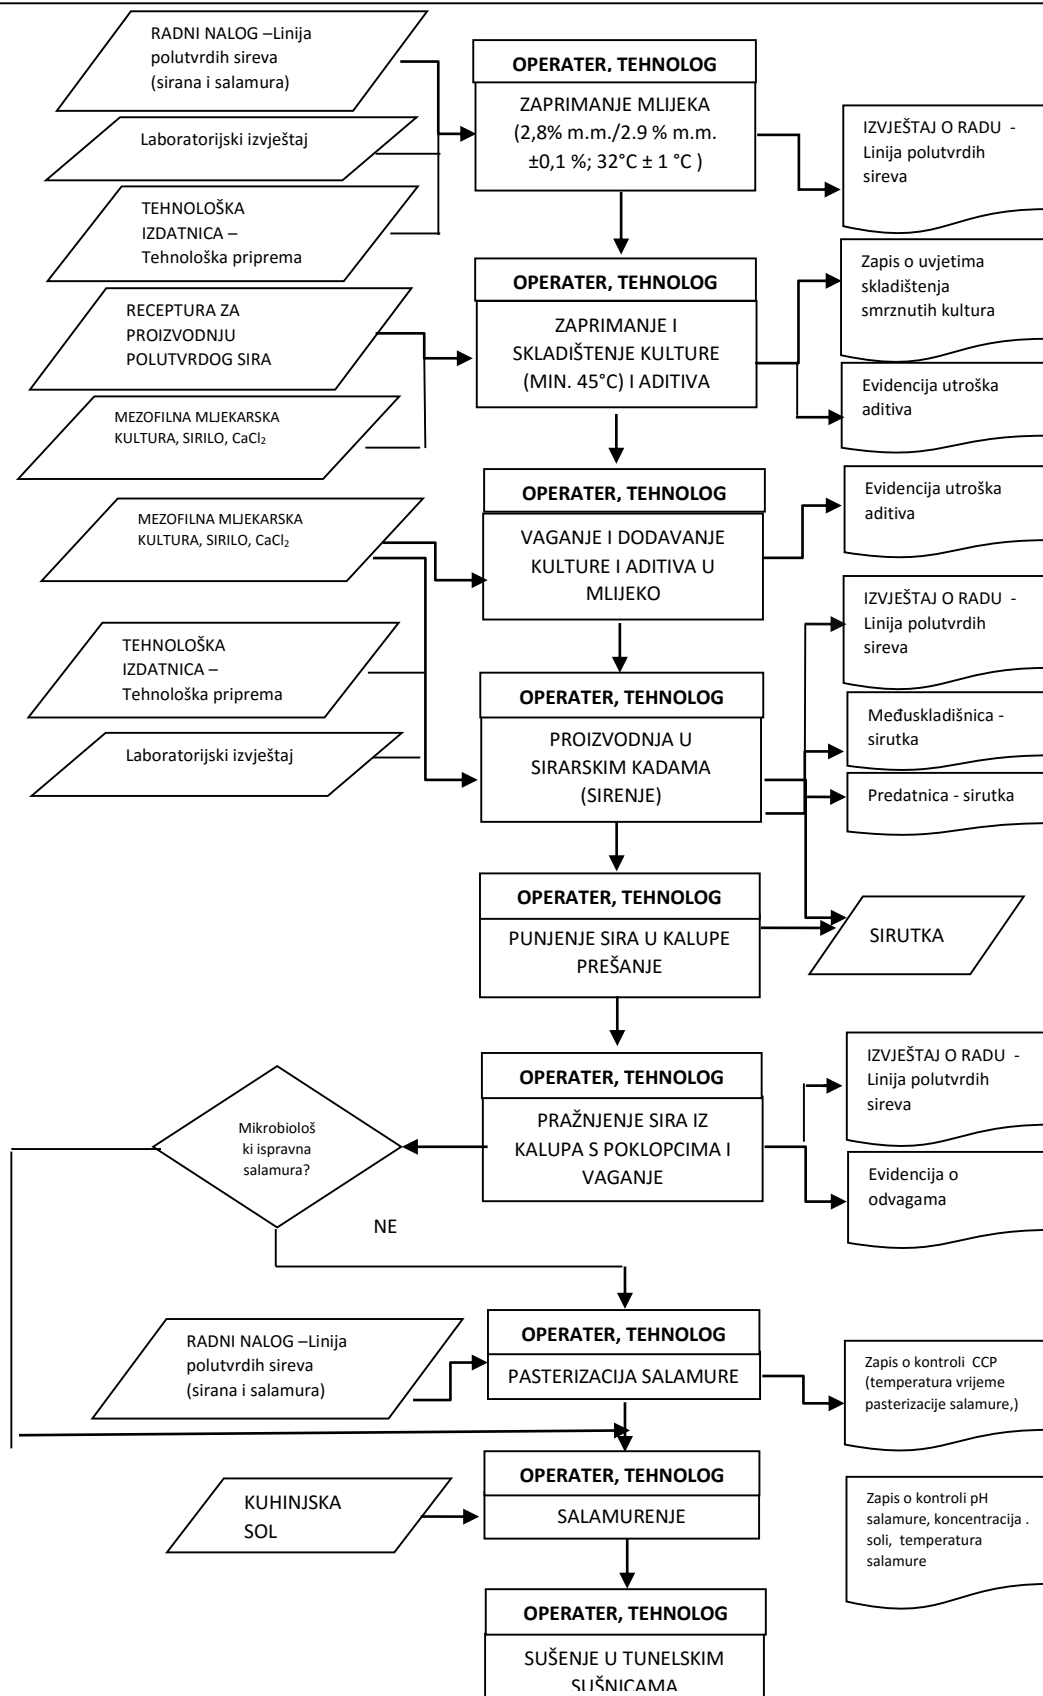 RADNI NALOG –Linija
polutvrdih sireva
(sirana i salamura)
Laboratorijski izvještaj
TEHNOLOŠKA
IZDATNICA –
Tehnološka priprema
OPERATER, TEHNOLOG
ZAPRIMANJE MLIJEKA
(2,8% m.m./2.9 % m.m.
±0,1 %; 32°C ± 1 °C )
IZVJEŠTAJ O RADU -
Linija polutvrdih
sireva
RECEPTURA ZA
PROIZVODNJU
POLUTVRDOG SIRA
MEZOFILNA MLJEKARSKA
KULTURA, SIRILO, CaCl₂
OPERATER, TEHNOLOG
ZAPRIMANJE I
SKLADIŠTENJE KULTURE
(MIN. 45°C) I ADITIVA
Zapis o uvjetima
skladištenja
smrznutih kultura
Evidencija utroška
aditiva
MEZOFILNA MLJEKARSKA
KULTURA, SIRILO, CaCl₂
OPERATER, TEHNOLOG
VAGANJE I DODAVANJE
KULTURE I ADITIVA U
MLIJEKO
Evidencija utroška
aditiva
TEHNOLOŠKA
IZDATNICA –
Tehnološka priprema
Laboratorijski izvještaj
OPERATER, TEHNOLOG
PROIZVODNJA U
SIRARSKIM KADAMA
(SIRENJE)
IZVJEŠTAJ O RADU -
Linija polutvrdih
sireva
Međuskladišnica -
sirutka
Predatnica - sirutka
OPERATER, TEHNOLOG
PUNJENJE SIRA U KALUPE
PREŠANJE
SIRUTKA
OPERATER, TEHNOLOG
PRAŽNJENJE SIRA IZ
KALUPA S POKLOPCIMA I
VAGANJE
IZVJEŠTAJ O RADU -
Linija polutvrdih
sireva
Evidencija o
odvagama
Mikrobiološ
ki ispravna
salamura?
NE
RADNI NALOG –Linija
polutvrdih sireva
(sirana i salamura)
OPERATER, TEHNOLOG
PASTERIZACIJA SALAMURE
Zapis o kontroli CCP
(temperatura vrijeme
pasterizacije salamure,)
KUHINJSKA
SOL
OPERATER, TEHNOLOG
SALAMURENJE
Zapis o kontroli pH
salamure, koncentracija .
soli, temperatura
salamure
OPERATER, TEHNOLOG
SUŠENJE U TUNELSKIM
SUŠNICAMA